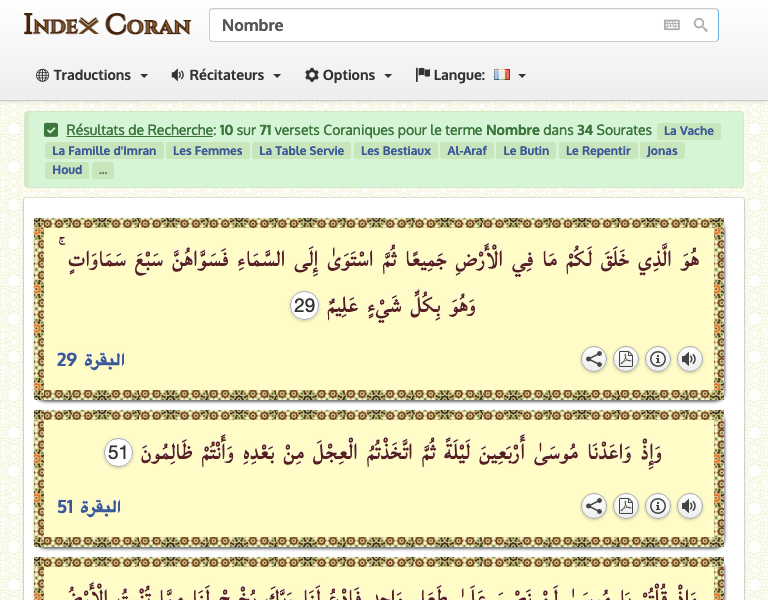 INDEX CORAN
Nombre
Traductions
Récitateurs
Options
Langue:
Résultats de Recherche: 10 sur 71 versets Coraniques pour le terme Nombre dans 34 Sourates La Vache
La Famille d'Imran Les Femmes La Table Servie Les Bestiaux Al-Araf Le Butin Le Repentir Jonas
Houd ...
هُوَ الَّذِي خَلَقَ لَكُمْ مَا فِي الْأَرْضِ جَمِيعًا ثُمَّ اسْتَوَىٰ إِلَى السَّمَاءِ فَسَوَّاهُنَّ سَبْعَ سَمَاوَاتٍ ۚ
وَهُوَ بِكُلِّ شَيْءٍ عَلِيمٌ 29
البقرة 29
وَإِذْ وَاعَدْنَا مُوسَىٰ أَرْبَعِينَ لَيْلَةً ثُمَّ اتَّخَذْتُمُ الْعِجْلَ مِنْ بَعْدِهِ وَأَنْتُمْ ظَالِمُونَ 51
البقرة 51